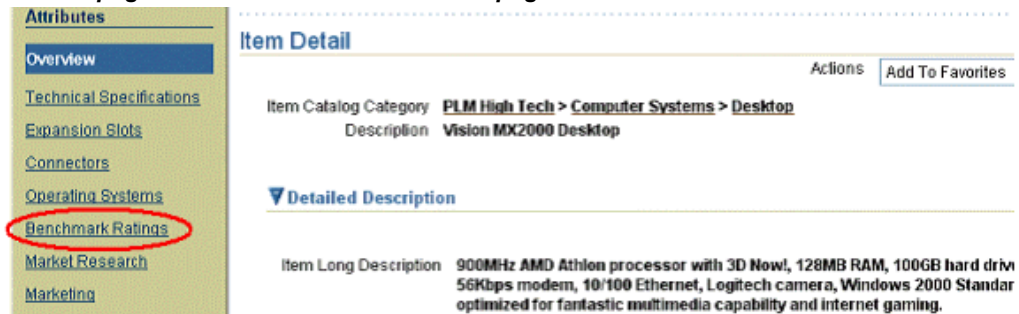 Attributes
Overview
Technical Specifications
Expansion Slots
Connectors
Operating Systems
Benchmark Ratings
Market Research
Marketing
Item Detail
Actions Add To Favorites
Item Catalog Category PLM High Tech > Computer Systems > Desktop
Description Vision MX2000 Desktop
Detailed Description
Item Long Description 900MHz AMD Athlon processor with 3D Now!, 128MB RAM, 100GB hard
56Kbps modem, 10/100 Ethernet, Logitech camera, Windows 2000
optimized for fantastic multimedia capability and internet gaming.